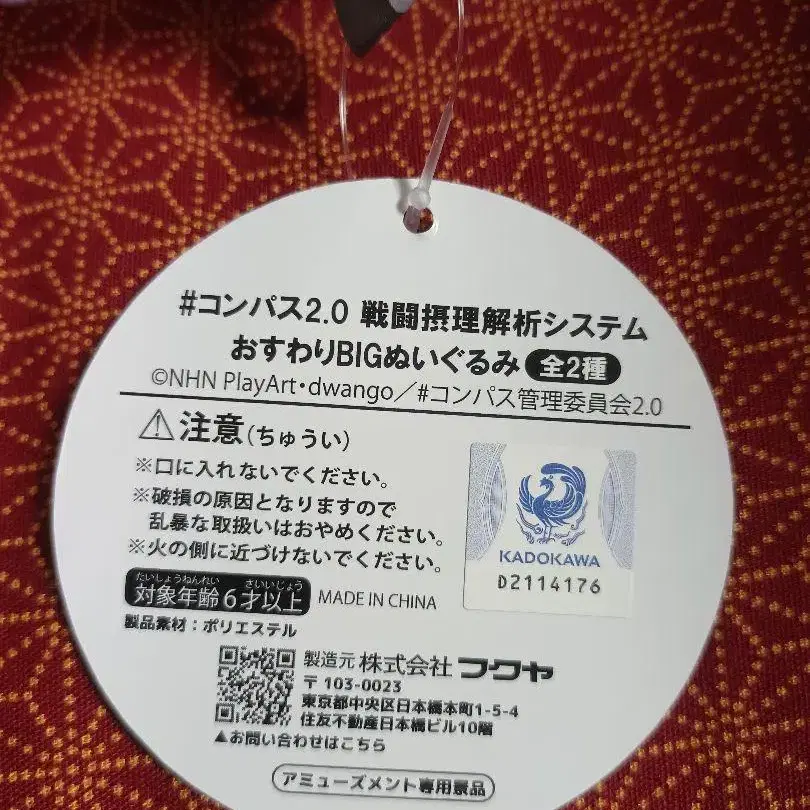 #コンパス2.0 戦闘摂理解析システム
おすわりBIGぬいぐるみ 全2種
©NHN PlayArt・dwango／#コンパス管理委員会2.0
⚠注意(ちゅうい)
※口に入れないでください。
※破損の原因となりますので
乱暴な取扱いはおやめください。
※火の側に近づけないでください。
KADOKAWA
D2114176
たいしょうねんれい さいいじょう
対象年齢6才以上 MADE IN CHINA
製品素材：ポリエステル
製造元 株式会社フクヤ
〒103-0023
東京都中央区日本橋本町1-5-4
住友不動産日本橋ビル10階
▲お問い合わせはこちら
アミューズメント専用景品